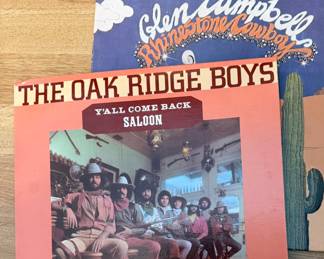 Glen Campbell
Rhinestone Cowboy
THE OAK RIDGE BOYS
Y'ALL COME BACK
SALOON